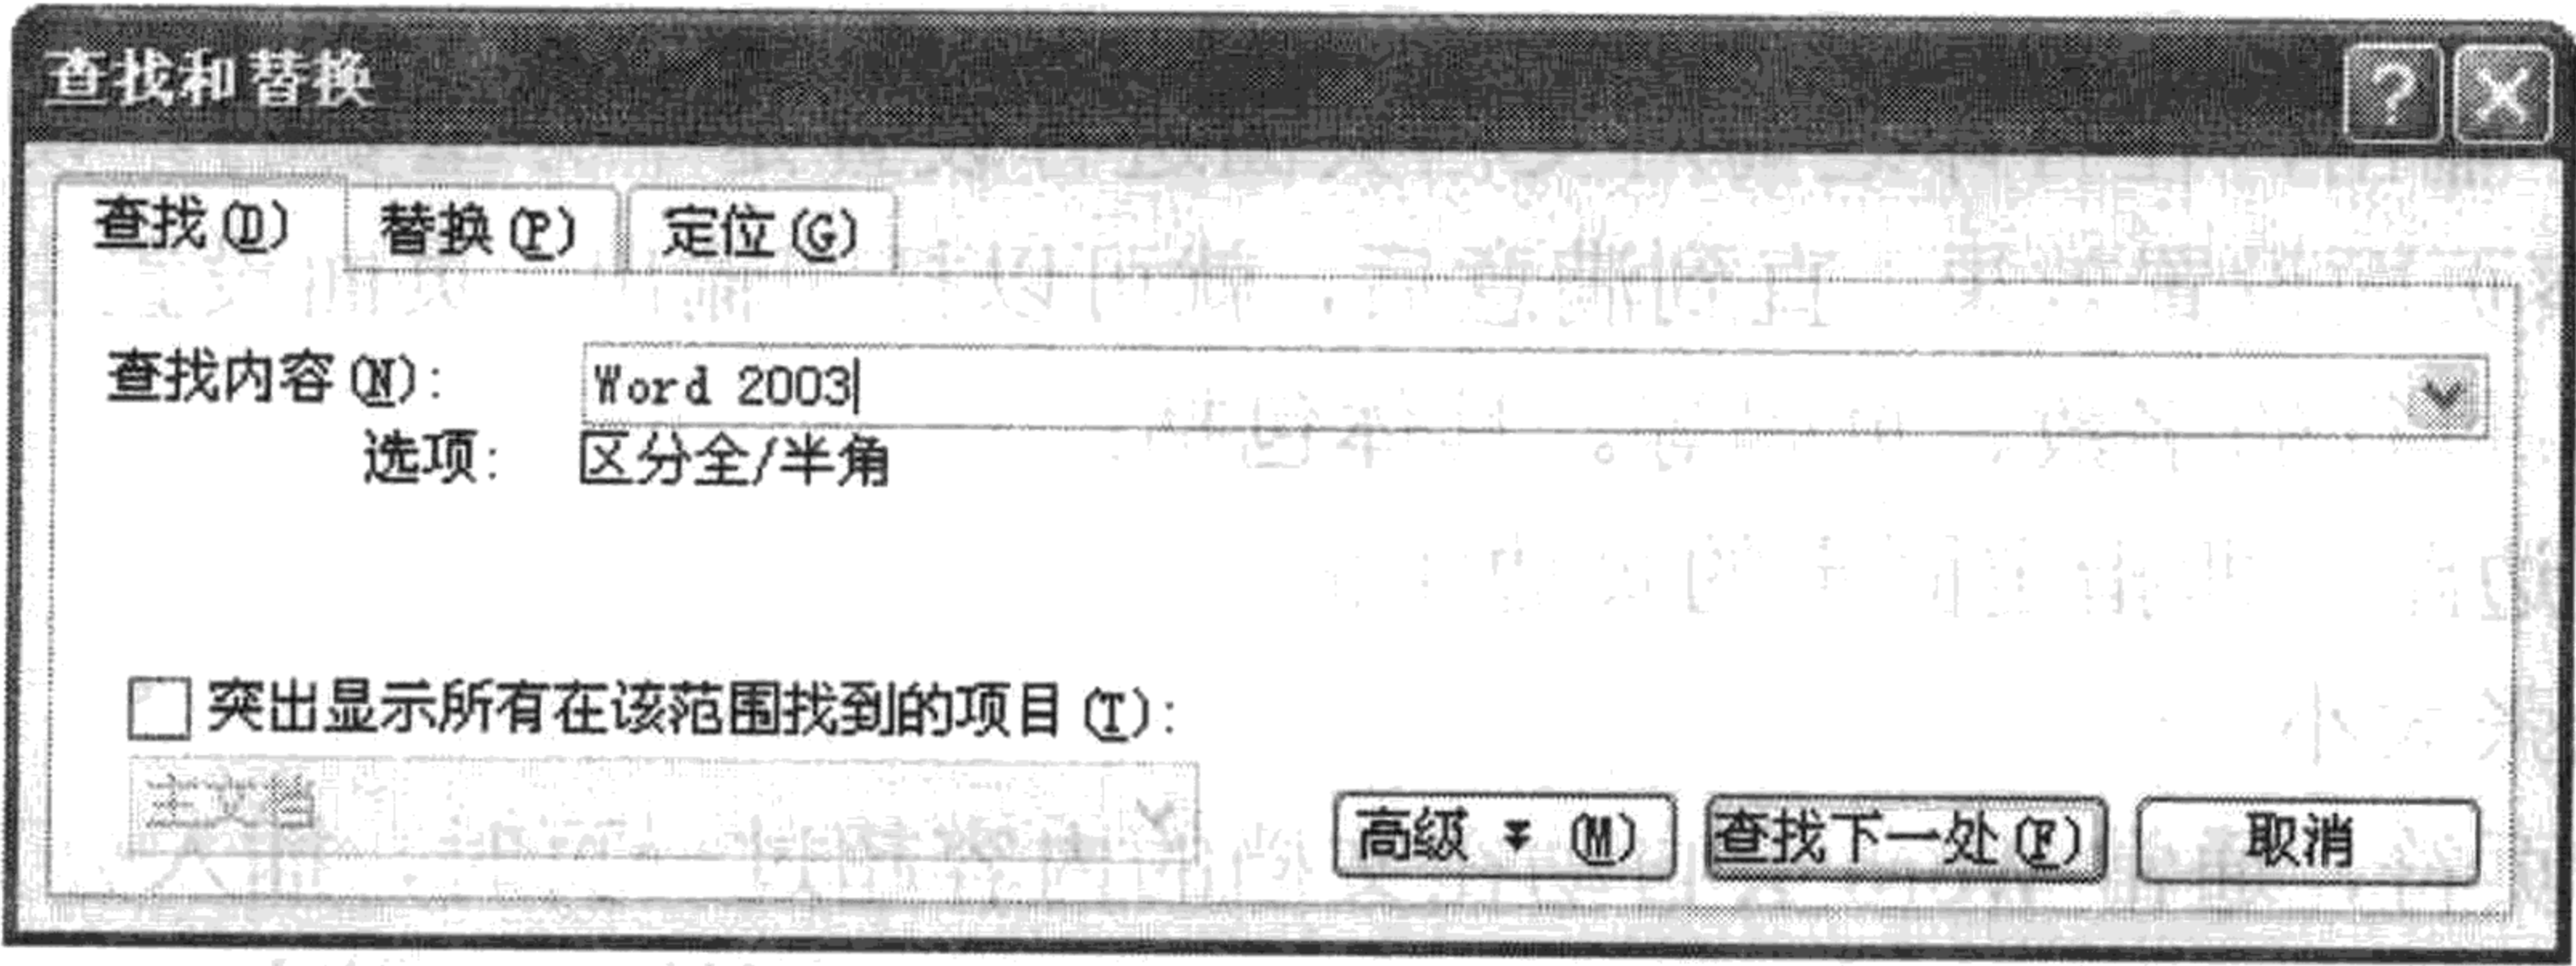 查找和替换
查找(D) 替换(P) 定位(G)
查找内容(N): Word 2003
选项: 区分全/半角
突出显示所有在该范围找到的项目(T):
主文档
高级 (M) 查找下一处(F) 取消